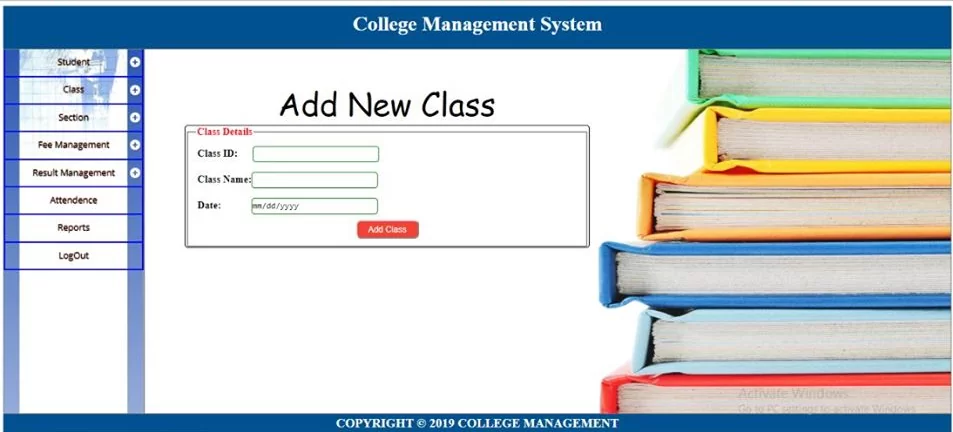 College Management System
Student
Class
Section
Fee Management
Result Management
Attendence
Reports
LogOut
Add New Class
Class Details
Class ID:
Class Name:
Date:
mm/dd/yyyy
Add Class
Activate Windows
Go to PC settings to activate Windows.
COPYRIGHT © 2019 COLLEGE MANAGEMENT